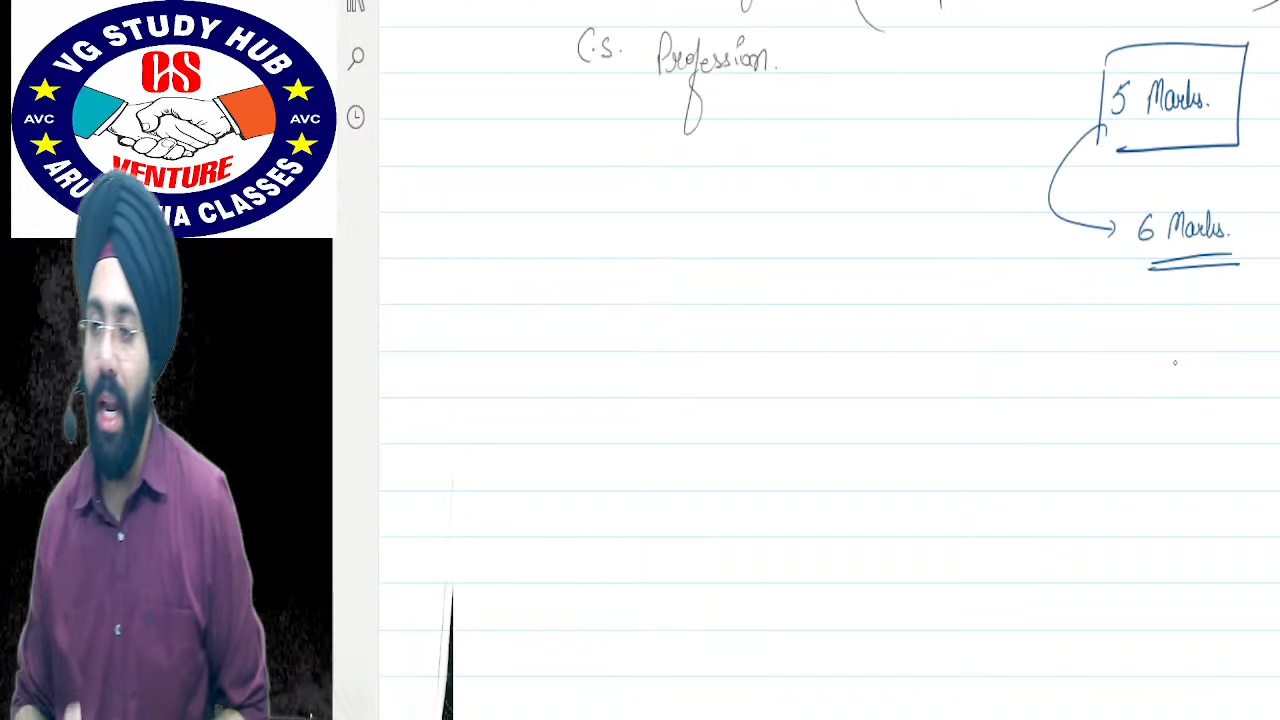 VG STUDY HUB
CS
AVC
AVC
VENTURE
CLASSES
C.S. Profession.
5 Marks.
6 Marks.